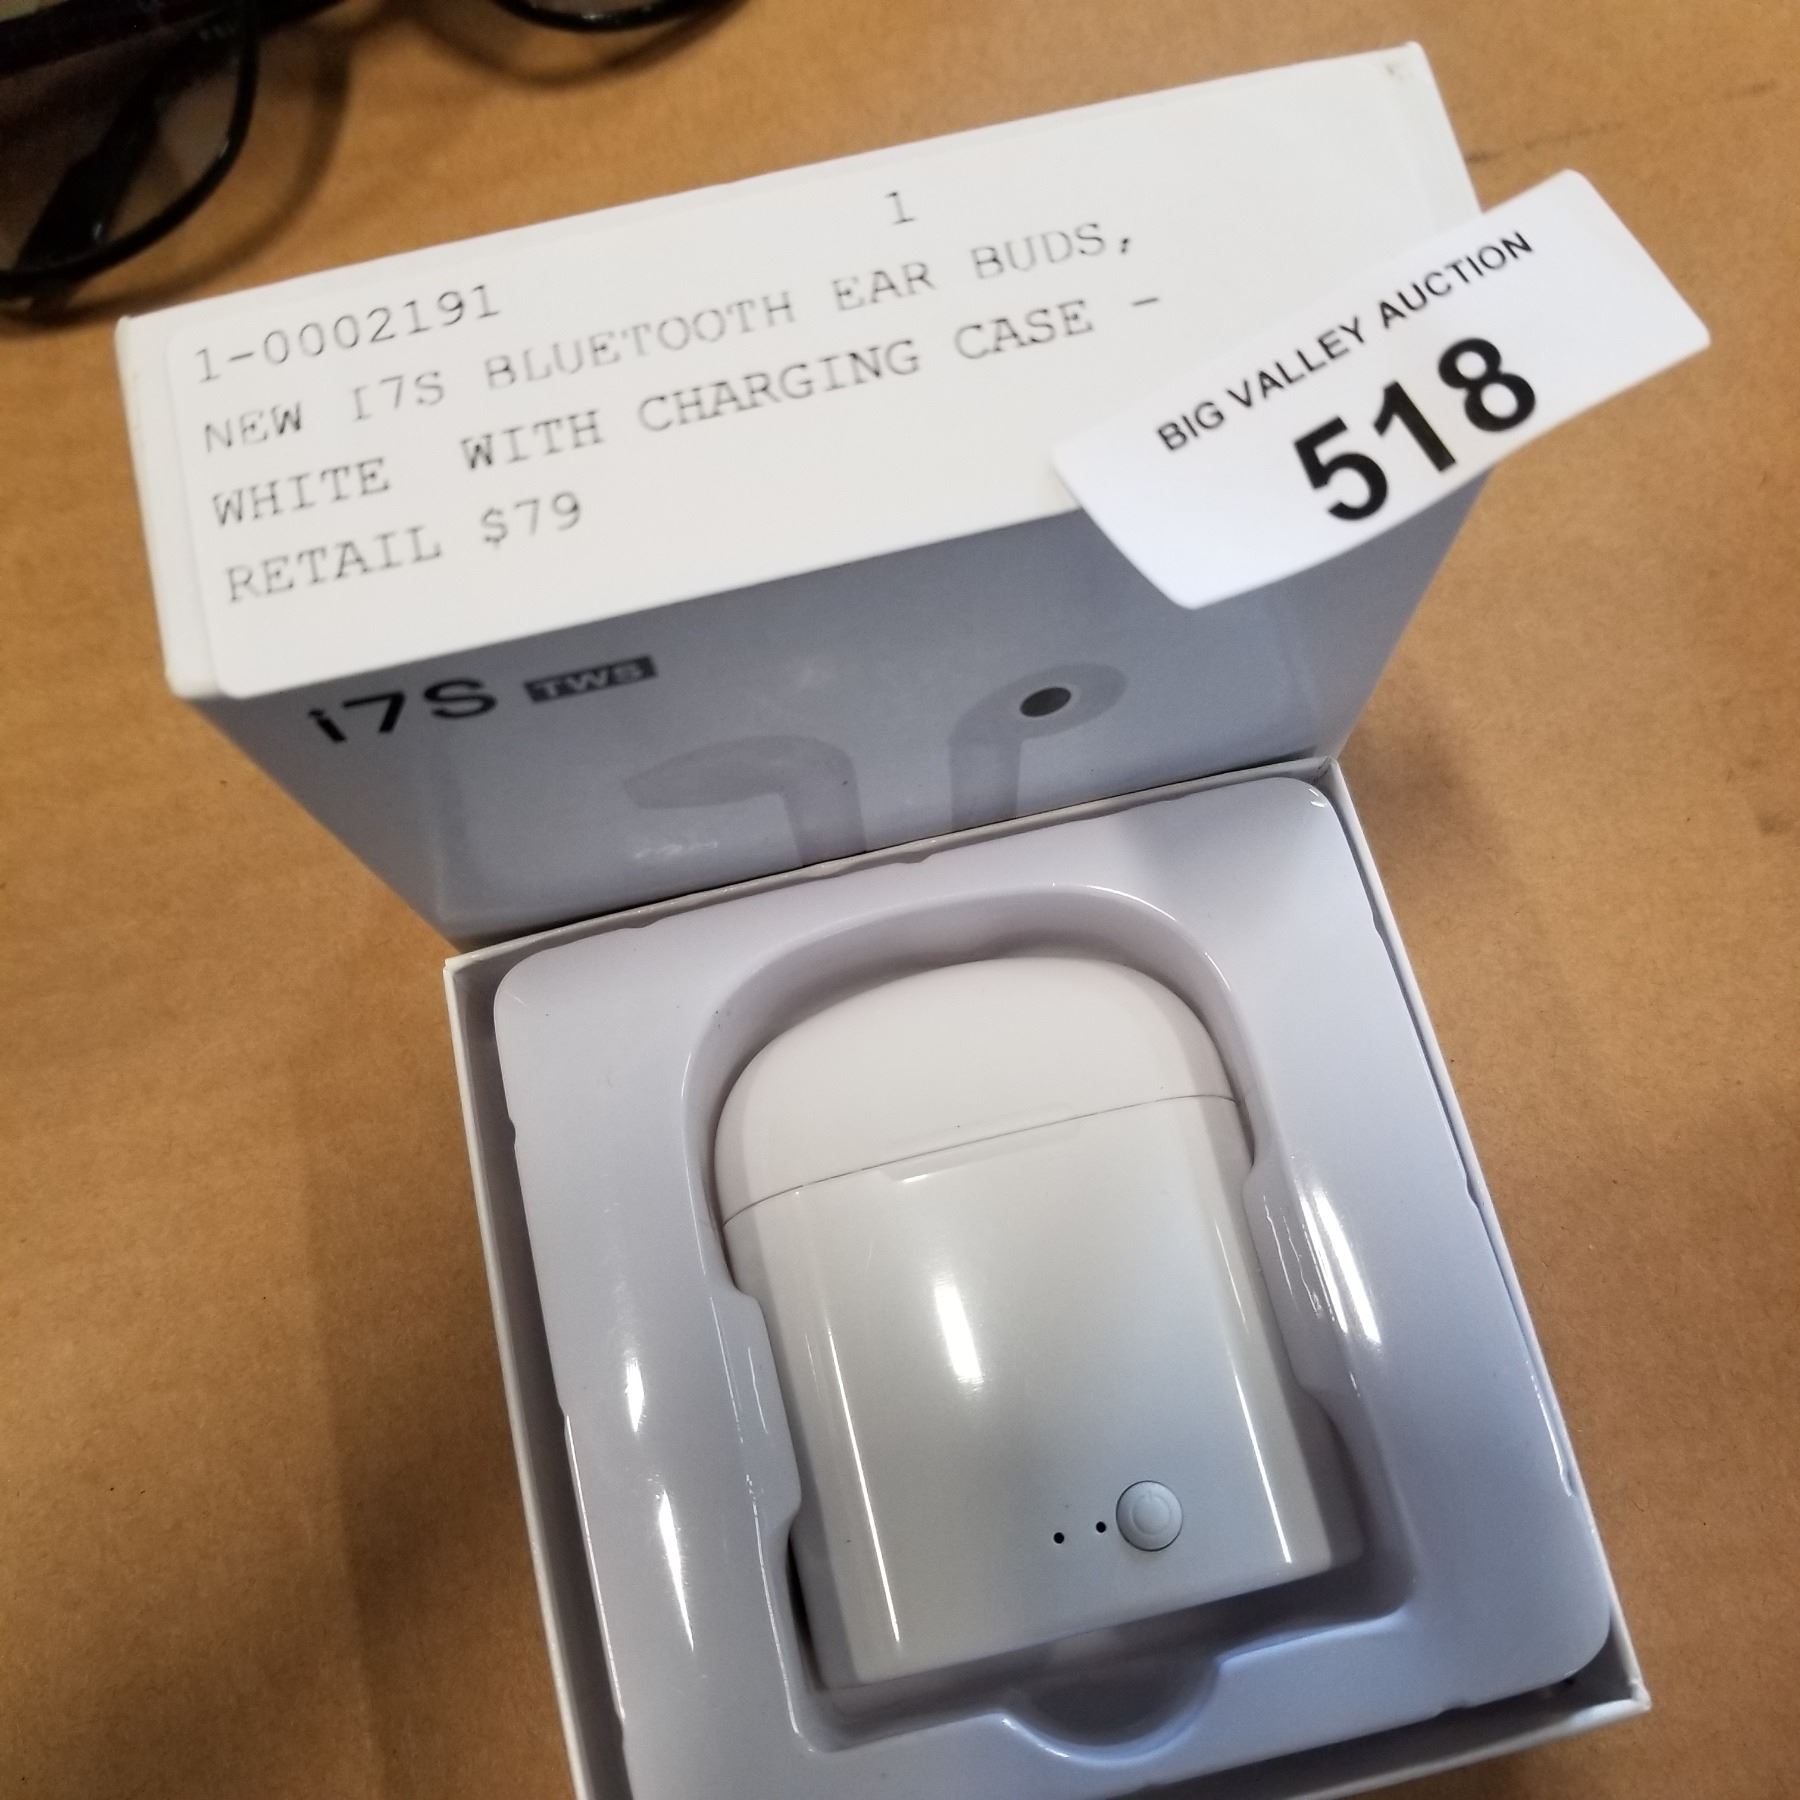 1-0002191 1
NEW I7S BLUETOOTH EAR BUDS,
WHITE WITH CHARGING CASE -
RETAIL $79
BIG VALLEY AUCTION
518
i7S TWS